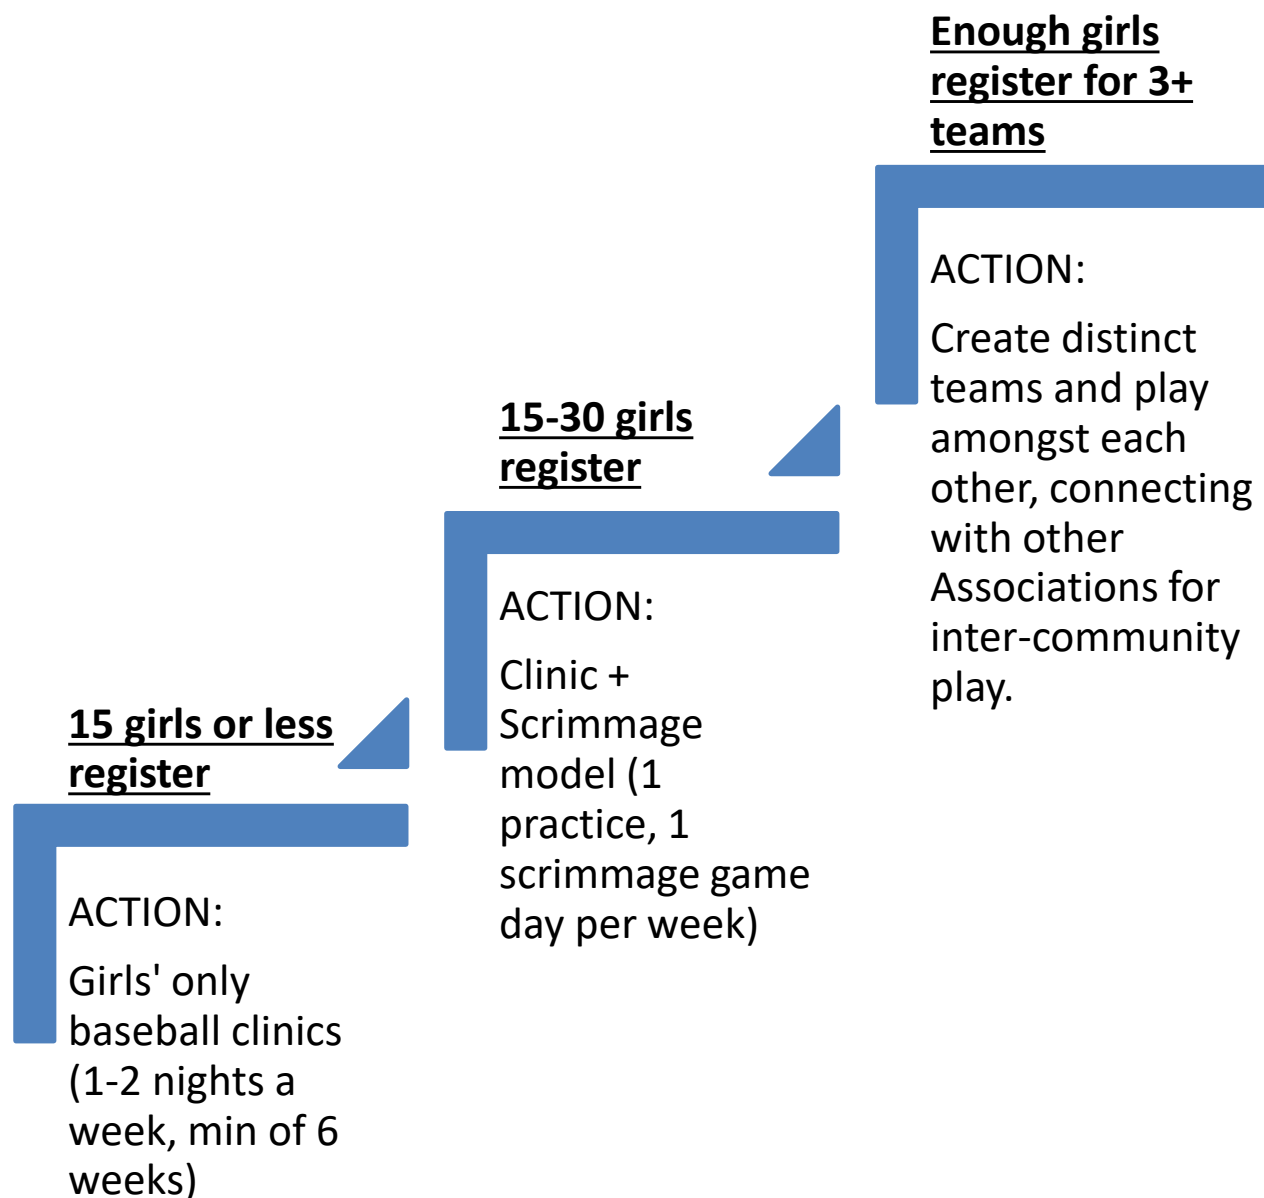 15 girls or less
register
ACTION:
Girls' only
baseball clinics
(1-2 nights a
week, min of 6
weeks)
15-30 girls
register
ACTION:
Clinic +
Scrimmage
model (1
practice, 1
scrimmage game
day per week)
Enough girls
register for 3+
teams
ACTION:
Create distinct
teams and play
amongst each
other, connecting
with other
Associations for
inter-community
play.